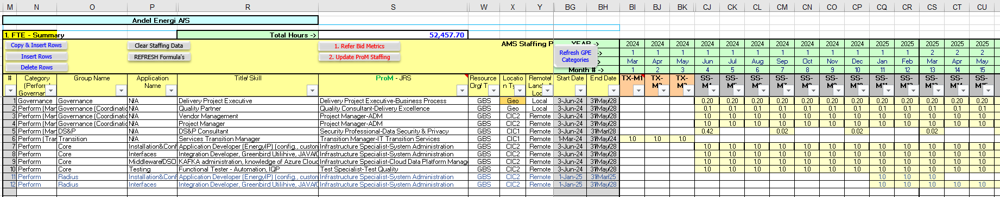 M N O P R S W X Y BG BH BI BJ BK CJ CK CL CM CN CO CP CQ CR CS CT CU
Andel Energi A/S
1. FTE - Summary Total Hours -> 52,457.70
Copy & Insert Rows Clear Staffing Data 1. Refer Bid Metrics AMS Staffing P YEAR -> 2024 2024 2024 2024 2024 2024 2024 2024 2024 2024 2025 2025 2025 2025 2025
Insert Rows REFRESH Formula's 2. Update ProM Staffing Refresh GPE Categories -> 1 1 1 1 1 1 1 1 1 1 1 1 2 2 2
Mar Apr May Jun Jul Aug Sep Oct Nov Dec Jan Feb Mar Apr May
Delete Rows Month # -> 1 2 3 4 5 6 7 8 9 10 11 12 13 14 15
# Category (Perform/ Governan Group Name Application Name Title/ Skill ProM - JRS Resource Org/ T Locatio n Ty Remote/ Land Loc Start Date End Date TX-M1 TX- TX- SS- SS- SS- SS- SS- SS- SS- SS- SS- SS- SS- SS-
1 Governance Governance N/A Delivery Project Executive Delivery Project Executive-Business Process GBS Geo Local 3-Jun-24 31/May/28 0.20 0.20 0.20 0.20 0.20 0.20 0.20 0.20 0.20 0.20 0.20 0.20
2 Perform (Mar Governance (Coordinatic N/A Quality Partner Quality Consultant-Delivery Excellence GBS Geo Local 3-Jun-24 31/May/28 0.1 0.1 0.1 0.1 0.1 0.1 0.1 0.1 0.1 0.1 0.1 0.1
3 Perform (Mar Governance (Coordinatic N/A Vendor Management Project Manager-ADM GBS CIC2 Remote 3-Jun-24 31/May/28 1.0 1.0 1.0 1.0 1.0 1.0 1.0 1.0 1.0 1.0 1.0 1.0
4 Perform (Mar Governance (Coordinatic N/A Project Manager Project Manager-ADM GBS CIC2 Remote 3-Jun-24 31/May/28 1.0 1.0 1.0 1.0 1.0 1.0 1.0 1.0 1.0 1.0 1.0 1.0
5 Perform (Mar DS&P N/A DS&P Consultant Security Professional-Data Security & Privacy GBS CIC1 Remote 3-Jun-24 31/Mar/28 0.42 0.02 0.02 0.02
6 Perform (Trar Transition N/A Services Transition Manager Transition Manager-IT Transition Services GBS CIC1 Remote 1-Mar-24 31/May/24 1.0 1.0 1.0
7 Perform Core Installation&Conf Application Developer (EnergyIP) (config., custon Infrastructure Specialist-System Administration GBS CIC2 Remote 3-Jun-24 31/May/28 1.0 1.0 1.0 1.0 1.0 1.0 1.0 1.0 1.0 1.0 1.0 1.0
8 Perform Core Interfaces Integration Developer, Greenbird Utilihive, JAVA/C Infrastructure Specialist-System Administration GBS CIC2 Remote 3-Jun-24 31/May/28 1.0 1.0 1.0 1.0 1.0 1.0 1.0 1.0 1.0 1.0 1.0 1.0
9 Perform Core Middleware/DSO KAFKA administration, knowledge of Azure Cloud Infrastructure Specialist-Cloud Data Platform Manag GBS CIC2 Remote 3-Jun-24 31/May/28 1.0 1.0 1.0 1.0 1.0 1.0 1.0 1.0 1.0 1.0 1.0 1.0
10 Perform Core Testing Functional Tester - Automation, IQP Test Specialist-Test Quality GBS CIC2 Remote 3-Jun-24 31/May/28 1.0 1.0 1.0 1.0 1.0 1.0 1.0 1.0 1.0 1.0 1.0 1.0
11 Perform Radius Installation&Conf Application Developer (EnergyIP) (config., custon Infrastructure Specialist-System Administration GBS CIC2 Remote 1-Jan-25 31/Mar/25 1.0 1.0 1.0
12 Perform Radius Interfaces Integration Developer, Greenbird Utilihive, JAVA/C Infrastructure Specialist-System Administration GBS CIC2 Remote 1-Jan-25 31/May/28 1.0 1.0 1.0 1.0 1.0